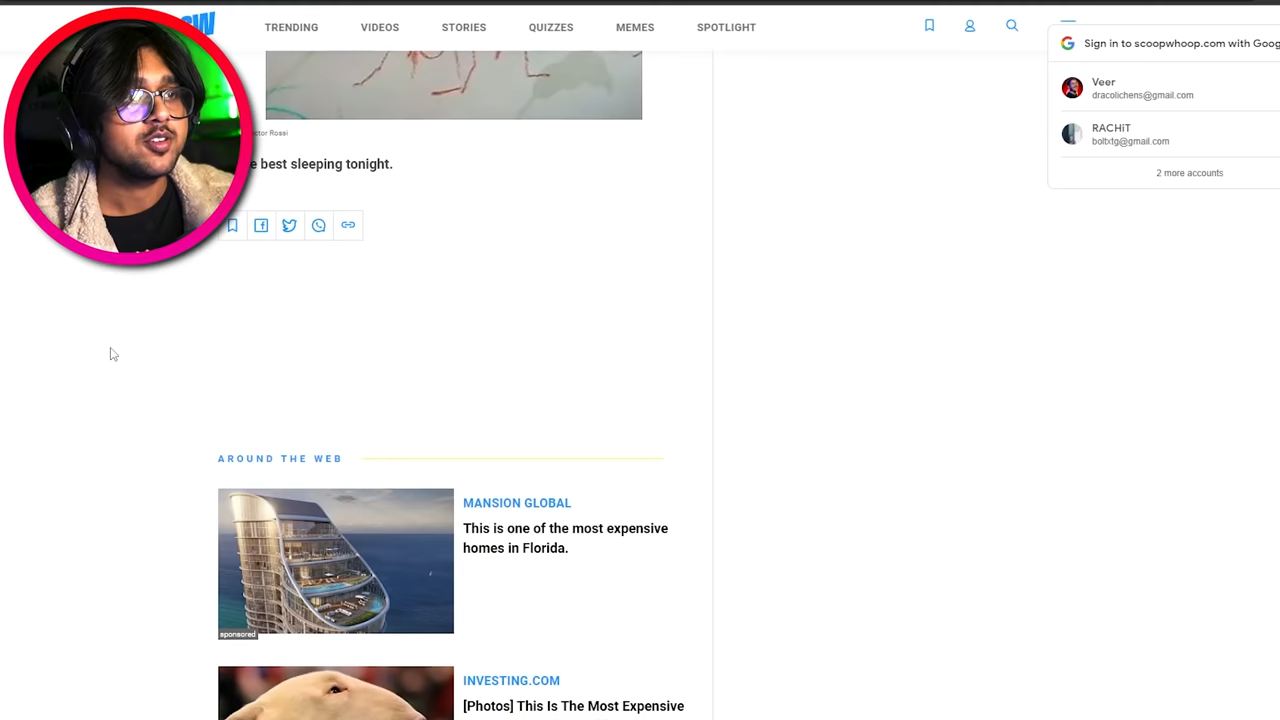 TRENDING
VIDEOS
STORIES
QUIZZES
MEMES
SPOTLIGHT
Sign in to scoopwhoop.com with Goog
Veer
dracolichens@gmail.com
RACHiT
boltxtg@gmail.com
2 more accounts
Rossi
best sleeping tonight.
AROUND THE WEB
MANSION GLOBAL
This is one of the most expensive
homes in Florida.
sponsored
INVESTING.COM
[Photos] This Is The Most Expensive